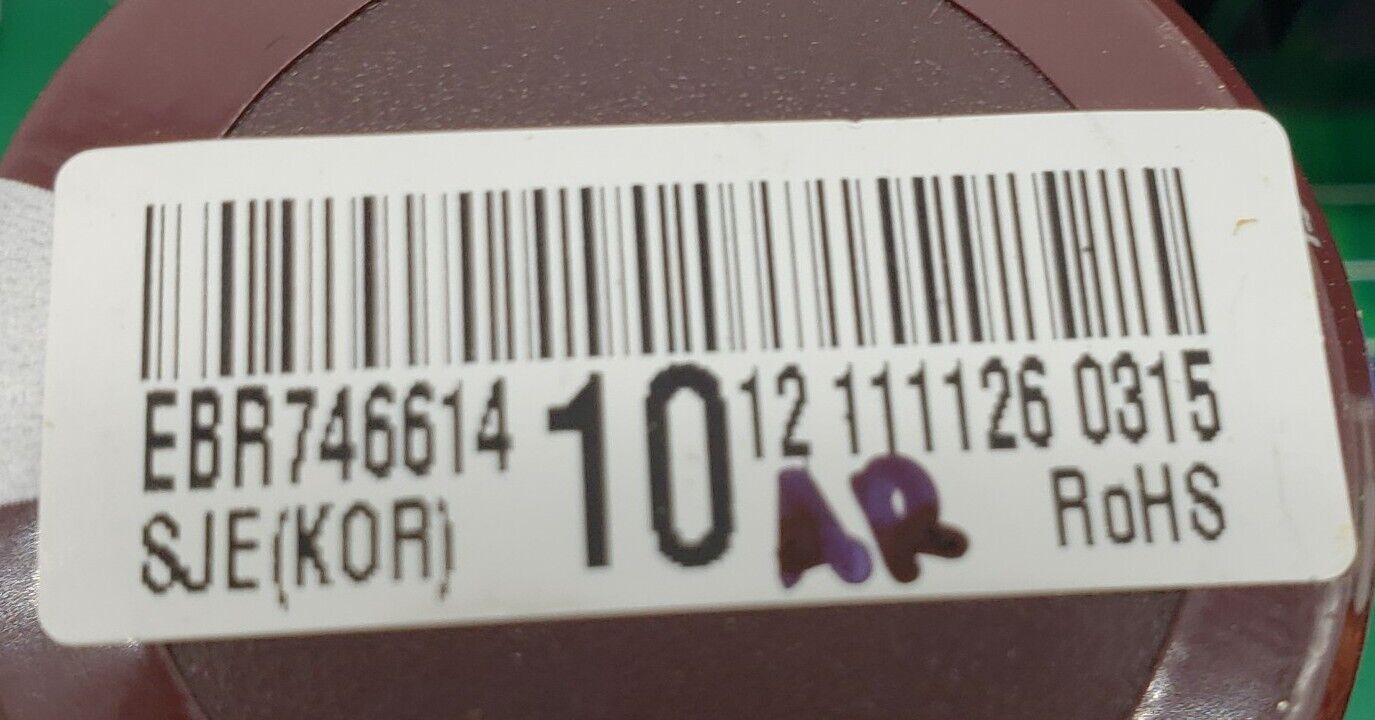 EBR746614 10 12 111126 0315
SJE(KOR) AR RoHS